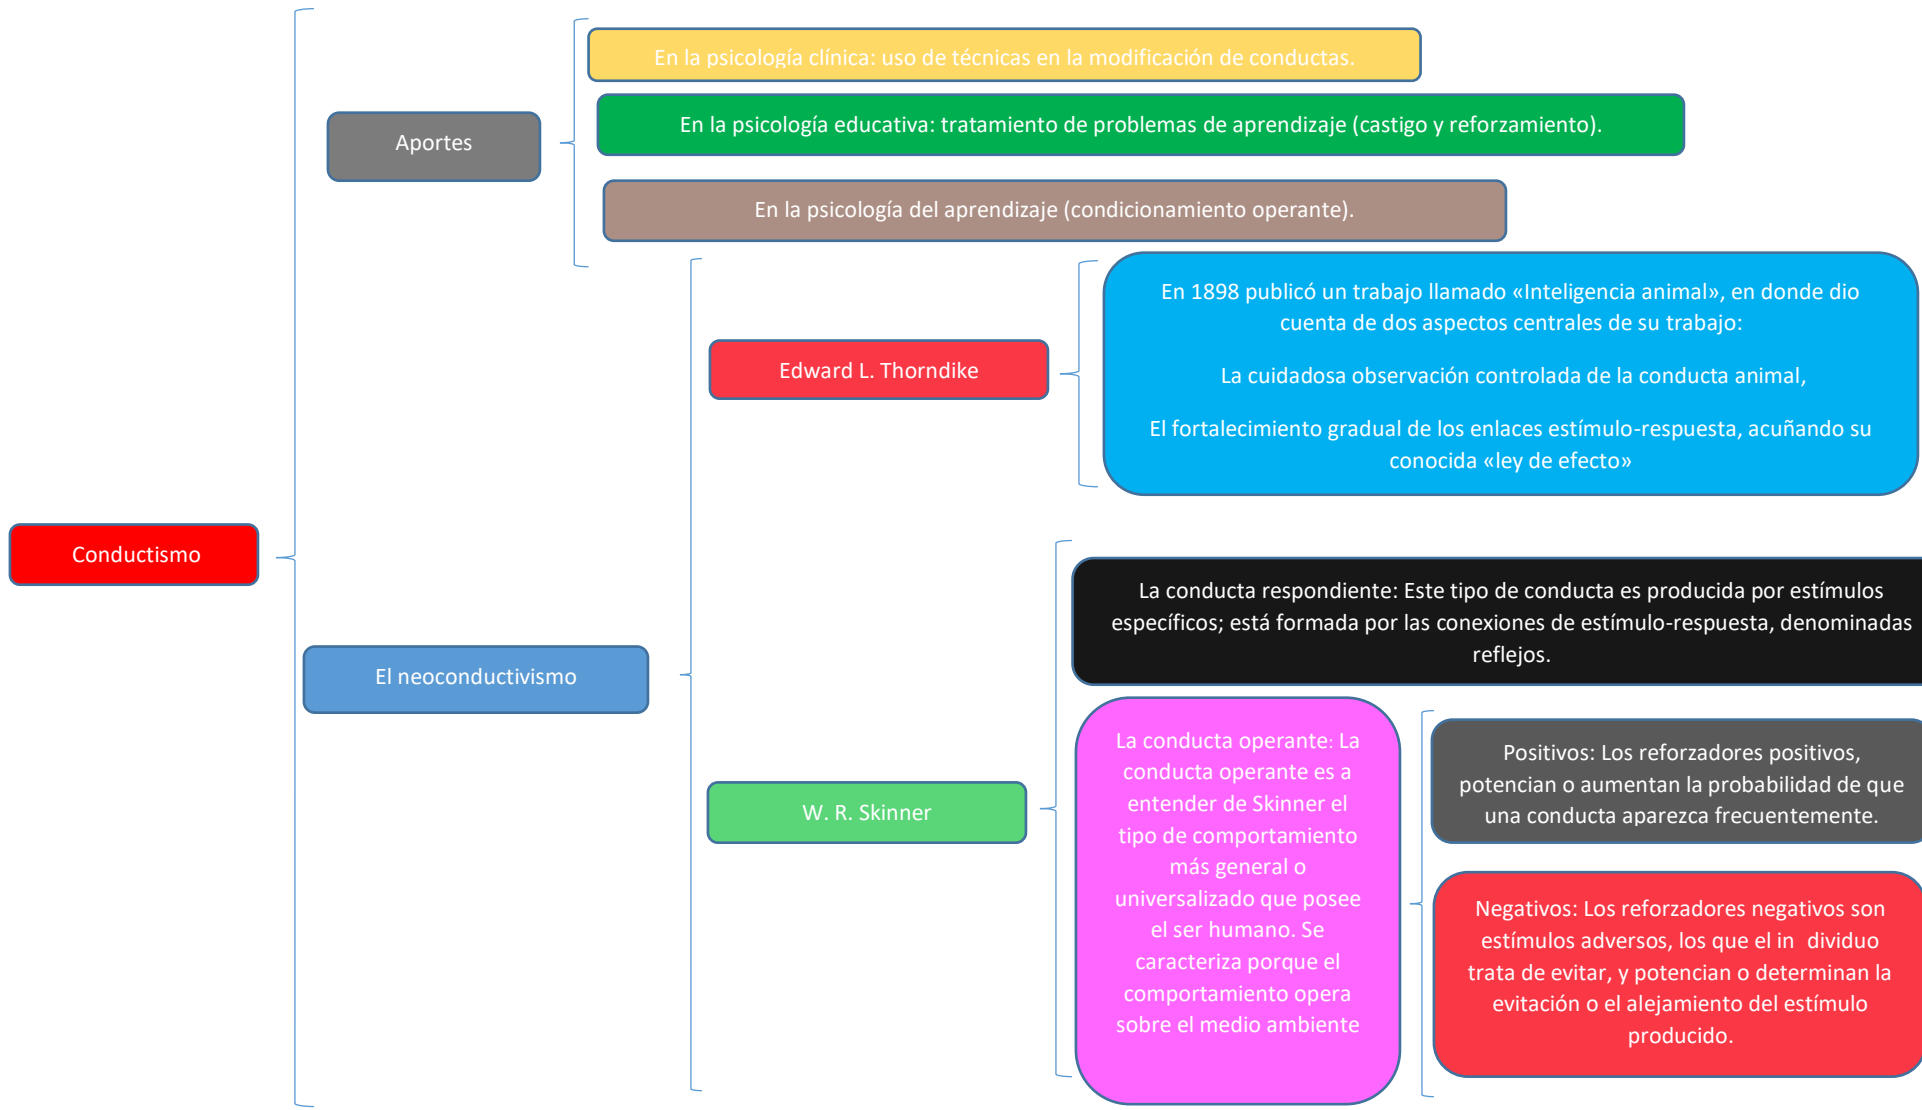 En la psicología clínica: uso de técnicas en la modificación de conductas.
En la psicología educativa: tratamiento de problemas de aprendizaje (castigo y reforzamiento).
Aportes
En la psicología del aprendizaje (condicionamiento operante).
En 1898 publicó un trabajo llamado «Inteligencia animal», en donde dio
cuenta de dos aspectos centrales de su trabajo:
La cuidadosa observación controlada de la conducta animal,
El fortalecimiento gradual de los enlaces estímulo-respuesta, acuñando su
conocida «ley de efecto»
Edward L. Thorndike
Conductismo
La conducta respondiente: Este tipo de conducta es producida por estímulos
específicos; está formada por las conexiones de estímulo-respuesta, denominadas
reflejos.
El neoconductivismo
W. R. Skinner
La conducta operante: La
conducta operante es a
entender de Skinner el
tipo de comportamiento
más general o
universalizado que posee
el ser humano. Se
caracteriza porque el
comportamiento opera
sobre el medio ambiente
Positivos: Los reforzadores positivos,
potencian o aumentan la probabilidad de que
una conducta aparezca frecuentemente.
Negativos: Los reforzadores negativos son
estímulos adversos, los que el in dividuo
trata de evitar, y potencian o determinan la
evitación o el alejamiento del estímulo
producido.